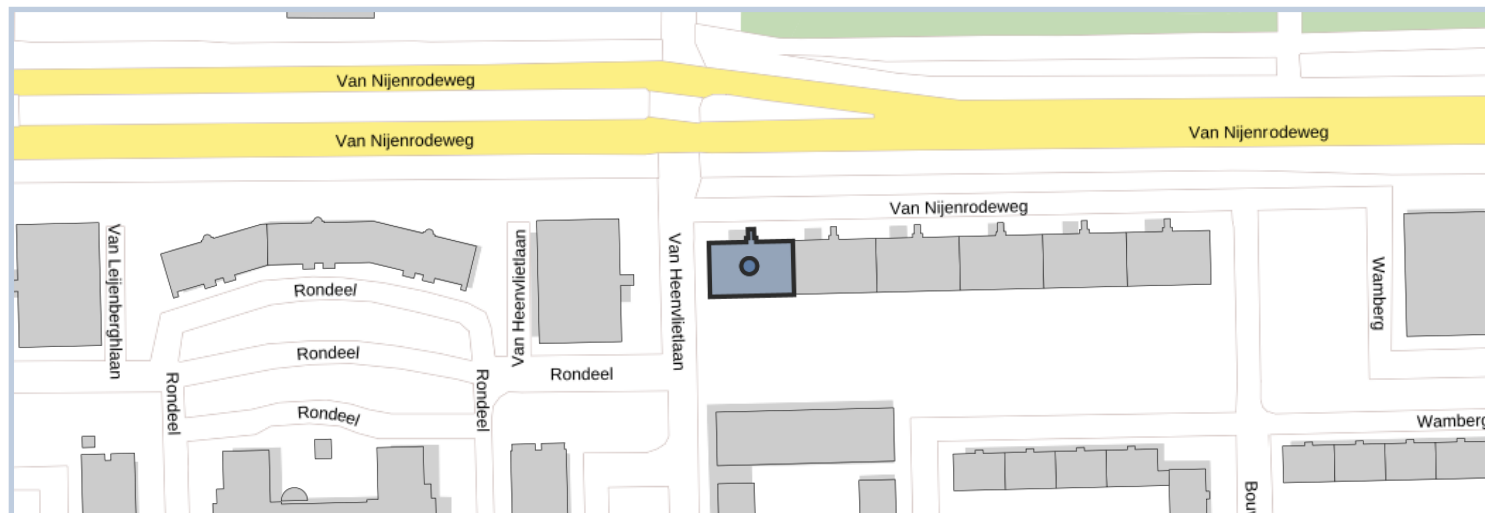 Van Nijenrodeweg
Van Nijenrodeweg
Van Nijenrodeweg
Van Nijenrodeweg
Van Leijenberghlaan
Van Heenvlietlaan
Van Heenvlietlaan
Wamberg
Rondeel
Rondeel
Rondeel
Rondeel
Rondeel
Rondeel
Wamberg
Bouw